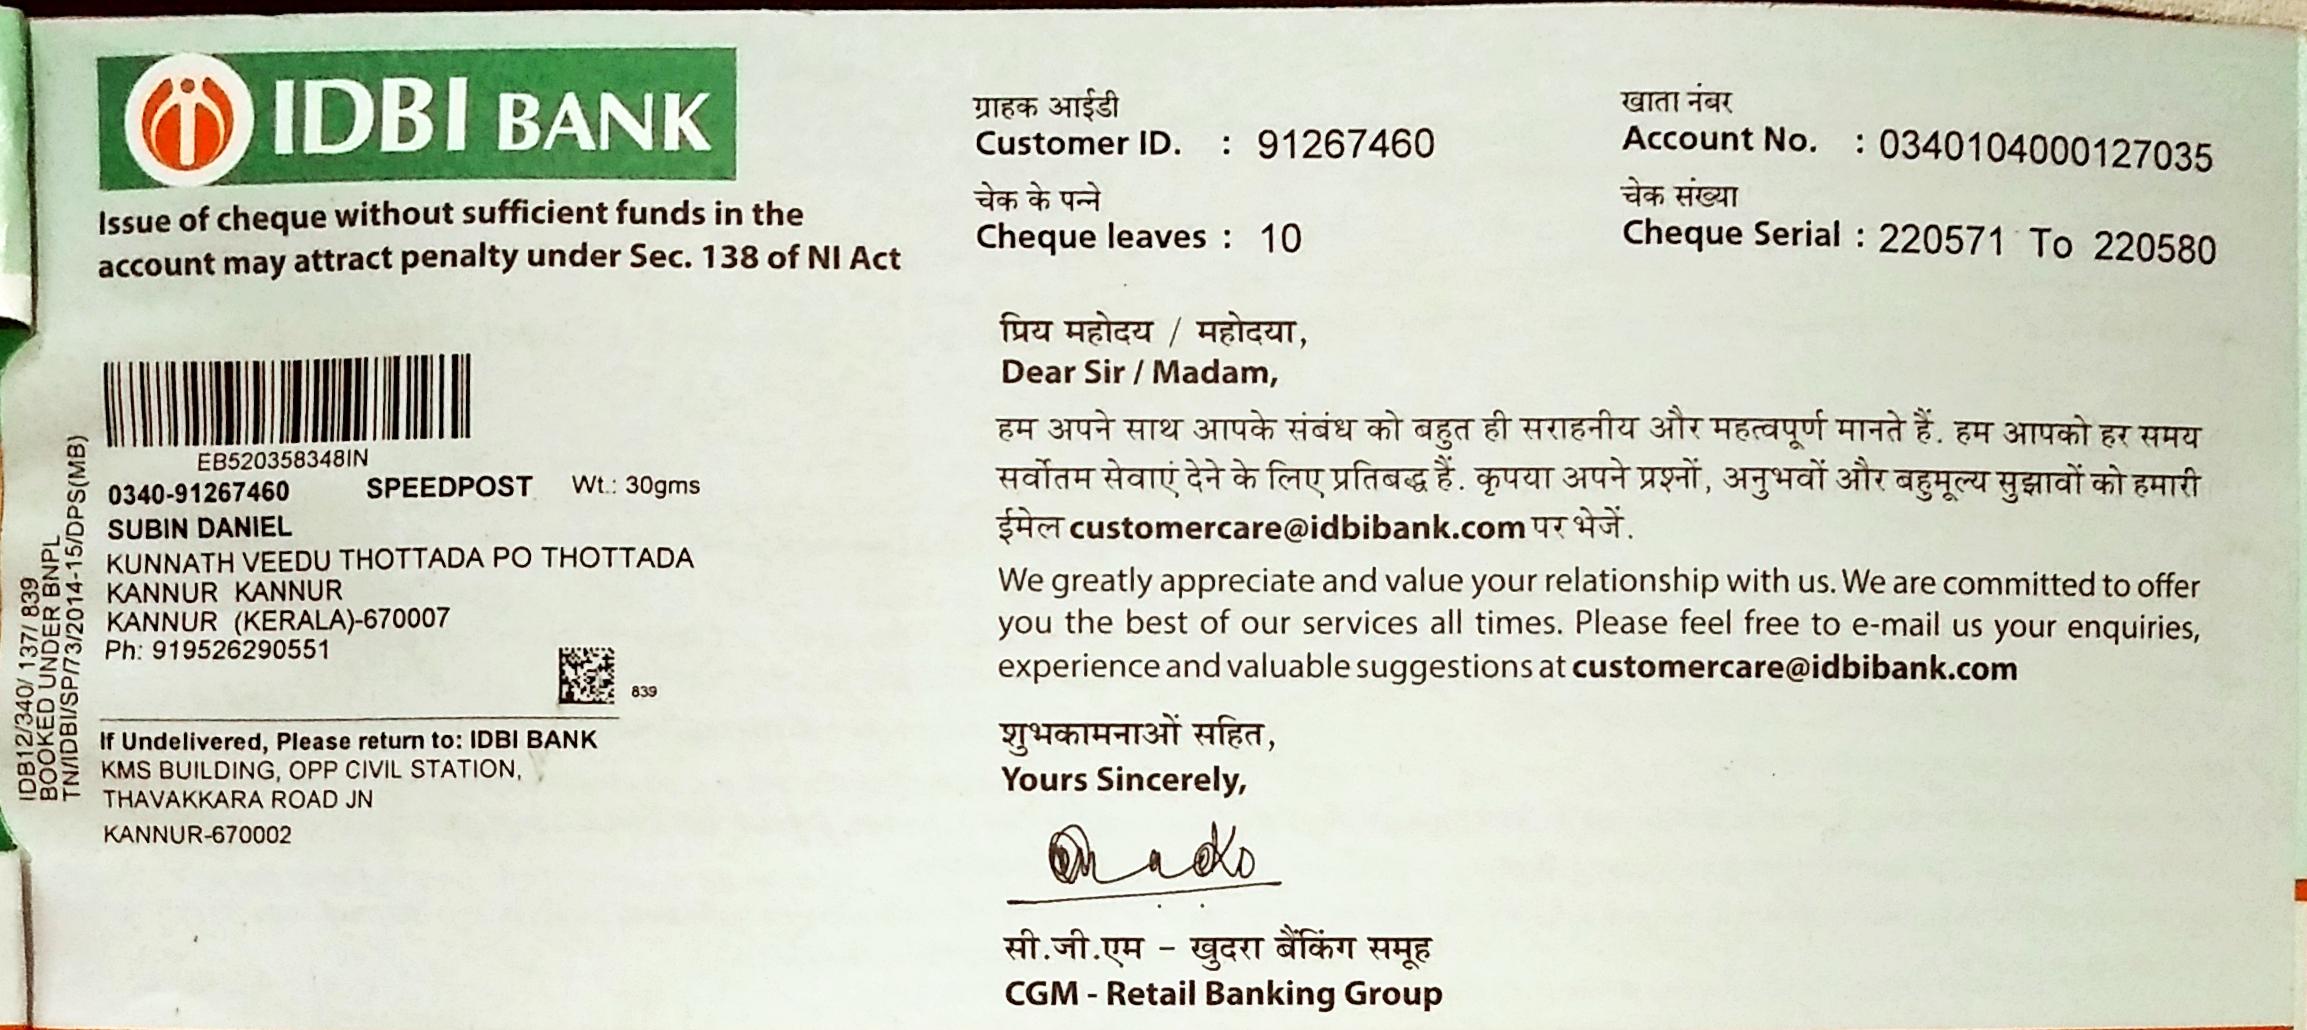 IDBI BANK
Issue of cheque without sufficient funds in the
account may attract penalty under Sec. 138 of NI Act
ग्राहक आईडी
Customer ID. : 91267460
चेक के पन्ने
Cheque leaves : 10
खाता नंबर
Account No. : 0340104000127035
चेक संख्या
Cheque Serial : 220571 To 220580
EB520358348IN
0340-91267460 SPEEDPOST Wt.: 30gms
SUBIN DANIEL
KUNNATH VEEDU THOTTADA PO THOTTADA
KANNUR KANNUR
KANNUR (KERALA)-670007
Ph: 919526290551
839
IDB12/340/ 137/ 839
BOOKED UNDER BNPL
TN/IDBI/SP/73/2014-15/DPS(MB)
If Undelivered, Please return to: IDBI BANK
KMS BUILDING, OPP CIVIL STATION,
THAVAKKARA ROAD JN
KANNUR-670002
प्रिय महोदय / महोदया,
Dear Sir / Madam,
हम अपने साथ आपके संबंध को बहुत ही सराहनीय और महत्वपूर्ण मानते हैं. हम आपको हर समय
सर्वोतम सेवाएं देने के लिए प्रतिबद्ध हैं. कृपया अपने प्रश्नों, अनुभवों और बहुमूल्य सुझावों को हमारी
ईमेल customercare@idbibank.com पर भेजें.
We greatly appreciate and value your relationship with us. We are committed to offer
you the best of our services all times. Please feel free to e-mail us your enquiries,
experience and valuable suggestions at customercare@idbibank.com
शुभकामनाओं सहित,
Yours Sincerely,
सी.जी.एम – खुदरा बैंकिंग समूह
CGM - Retail Banking Group